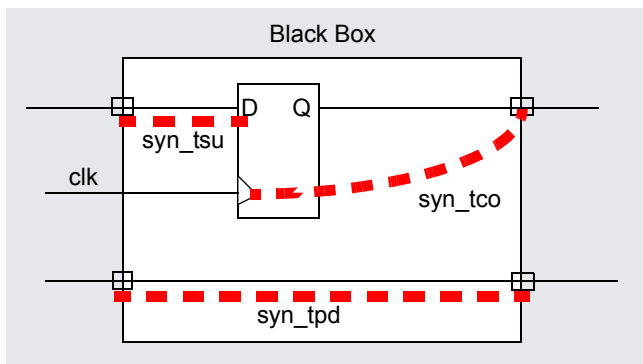 Black Box
D Q
syn_tsu
clk
syn_tco
syn_tpd